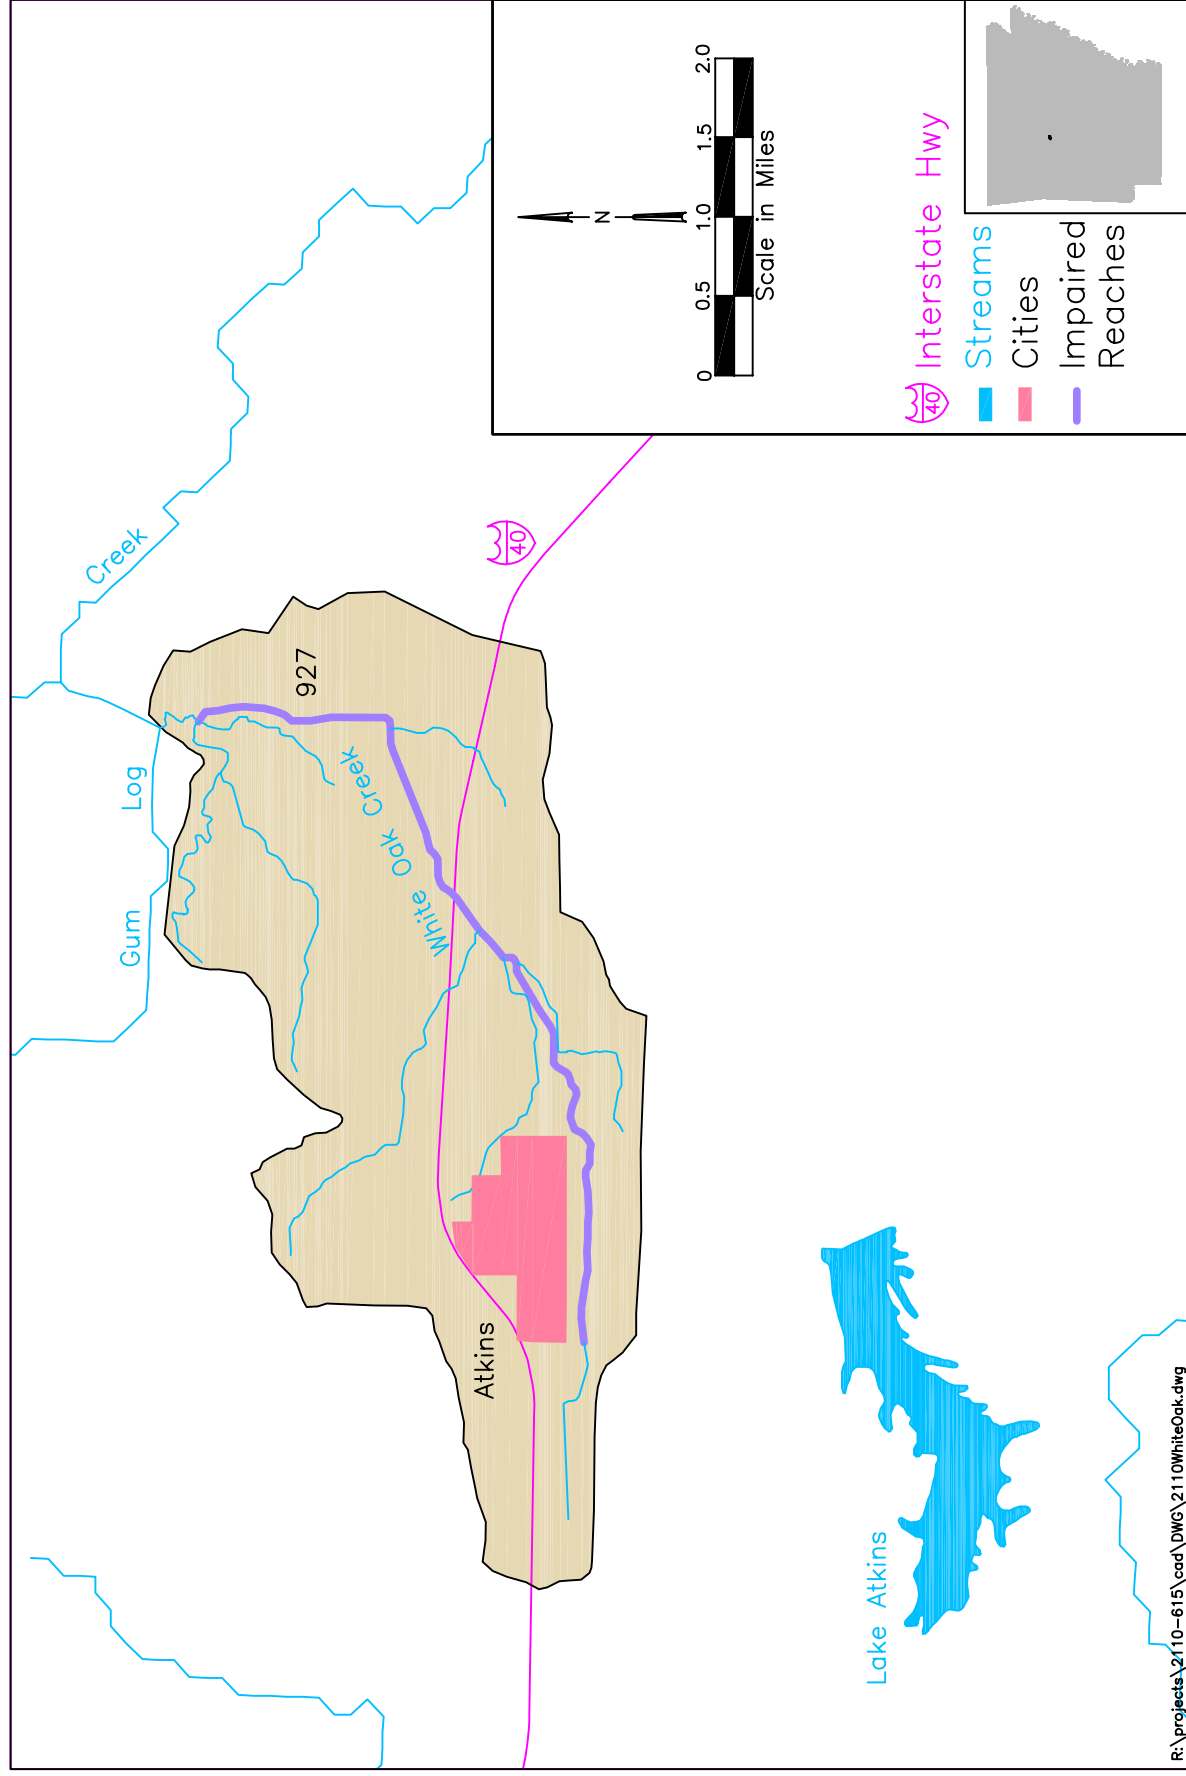 Gum Log Creek
927
White Oak Creek
40
Atkins
Lake Atkins
N
0 0.5 1.0 1.5 2.0
Scale in Miles
40 Interstate Hwy
Streams
Cities
Impaired
Reaches
R:\projects\2110-615\cad\DWG\2110WhiteOak.dwg